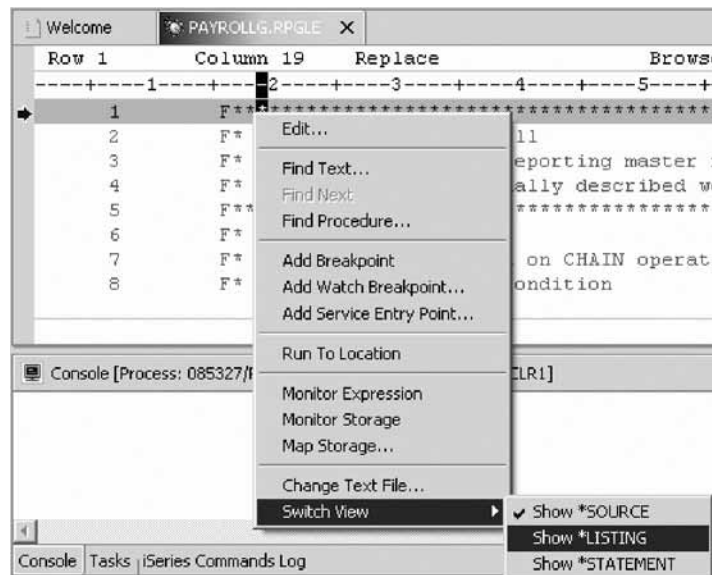 Welcome
PAYROLLG.RPGLE
Row 1 Column 19 Replace Brows
----+----1----+----2----+----3----+----4----+----5----+
1 F****************************************
2 F* ll
3 F* eporting master
4 F* ally described w
5 F*** *****************
6 F*
7 F* on CHAIN operat
8 F* ondition
Edit...
Find Text...
Find Next
Find Procedure...
Add Breakpoint
Add Watch Breakpoint...
Add Service Entry Point...
Run To Location
Monitor Expression
Monitor Storage
Map Storage...
Change Text File...
Switch View
Show *SOURCE
Show *LISTING
Show *STATEMENT
Console [Process: 085327/ CLR1]
Console Tasks iSeries Commands Log